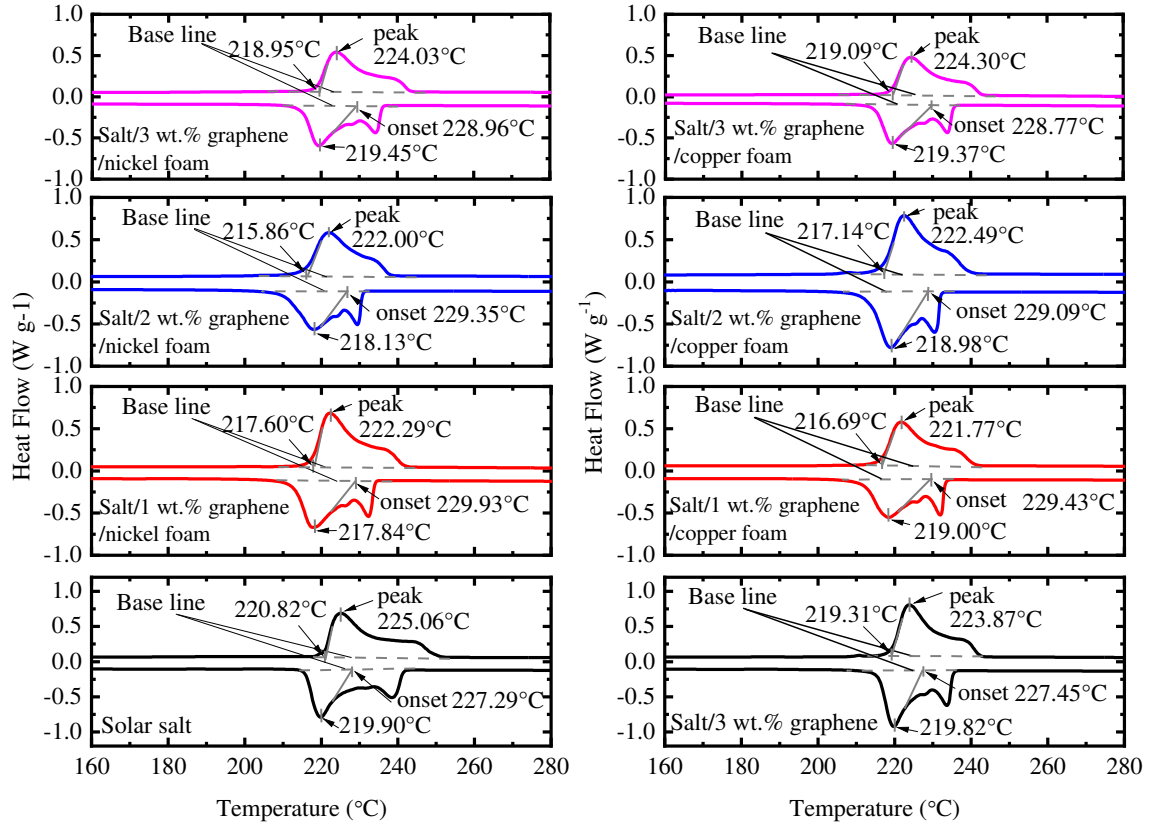 1.0
0.5
0.0
-0.5
-1.0
Base line
218.95°C
peak
224.03°C
onset 228.96°C
219.45°C
Salt/3 wt.% graphene
/nickel foam
1.0
0.5
0.0
-0.5
-1.0
Base line
215.86°C
peak
222.00°C
onset
229.35°C
218.13°C
Salt/2 wt.% graphene
/nickel foam
1.0
0.5
0.0
-0.5
-1.0
Base line
217.60°C
peak
222.29°C
onset
229.93°C
217.84°C
Salt/1 wt.% graphene
/nickel foam
1.0
0.5
0.0
-0.5
-1.0
Base line
220.82°C
peak
225.06°C
onset 227.29°C
219.90°C
Solar salt
160 180 200 220 240 260 280
Temperature (°C)
Heat Flow (W g-1)
1.0
0.5
0.0
-0.5
-1.0
Base line
219.09°C
peak
224.30°C
onset
228.77°C
219.37°C
Salt/3 wt.% graphene
/copper foam
1.0
0.5
0.0
-0.5
-1.0
Base line
217.14°C
peak
222.49°C
onset
229.09°C
218.98°C
Salt/2 wt.% graphene
/copper foam
1.0
0.5
0.0
-0.5
-1.0
Base line
216.69°C
peak
221.77°C
onset
229.43°C
219.00°C
Salt/1 wt.% graphene
/copper foam
1.0
0.5
0.0
-0.5
-1.0
Base line
219.31°C
peak
223.87°C
onset 227.45°C
219.82°C
Salt/3 wt.% graphene
160 180 200 220 240 260 280
Temperature (°C)
Heat Flow (W g⁻¹)